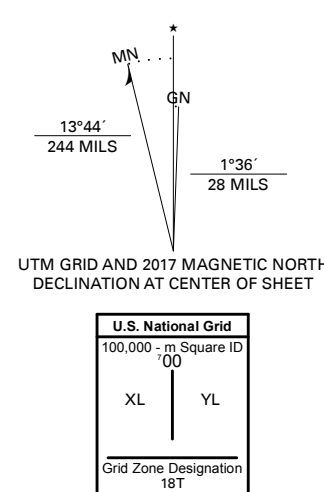 ★
MN
GN
13°44´
244 MILS
1°36´
28 MILS
UTM GRID AND 2017 MAGNETIC NORTH
DECLINATION AT CENTER OF SHEET
U.S. National Grid
100,000 - m Square ID
⁷00
XL YL
Grid Zone Designation
18T